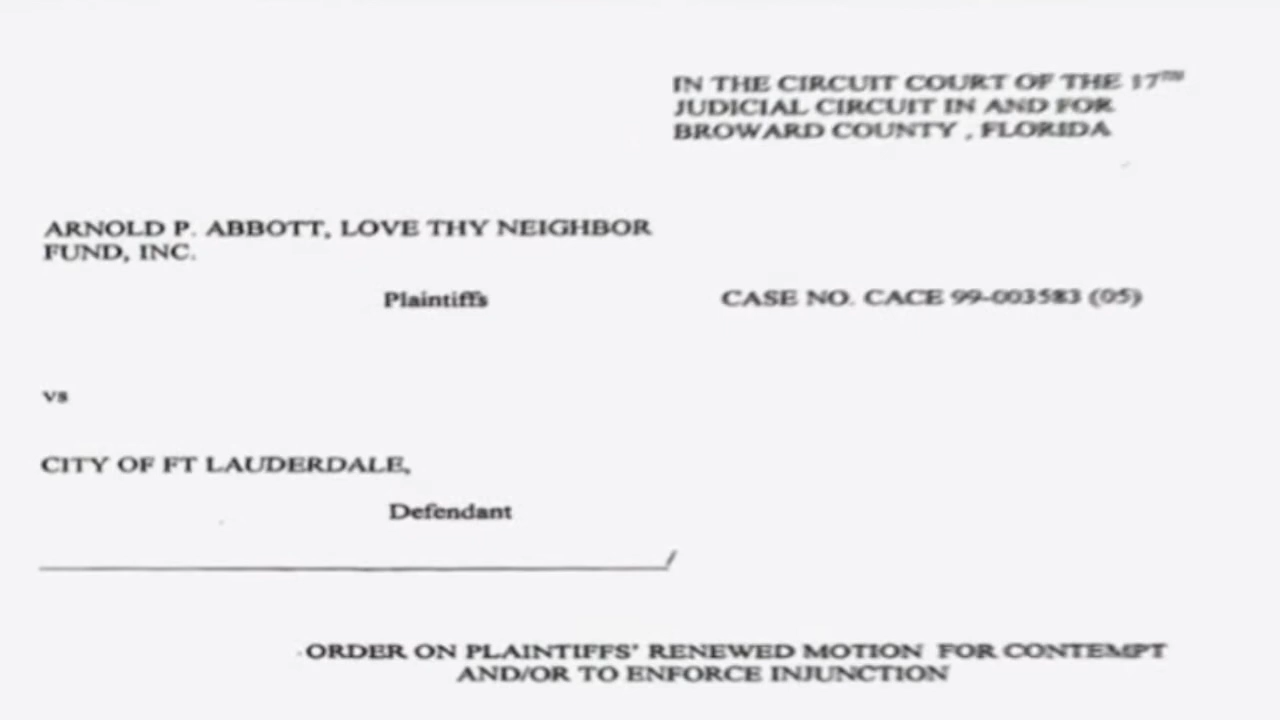 IN THE CIRCUIT COURT OF THE 17TH
JUDICIAL CIRCUIT IN AND FOR
BROWARD COUNTY , FLORIDA
ARNOLD P. ABBOTT, LOVE THY NEIGHBOR
FUND, INC.
Plaintiffs
CASE NO. CACE 99-003583 (05)
vs
CITY OF FT LAUDERDALE,
Defendant
/
ORDER ON PLAINTIFFS' RENEWED MOTION FOR CONTEMPT
AND/OR TO ENFORCE INJUNCTION